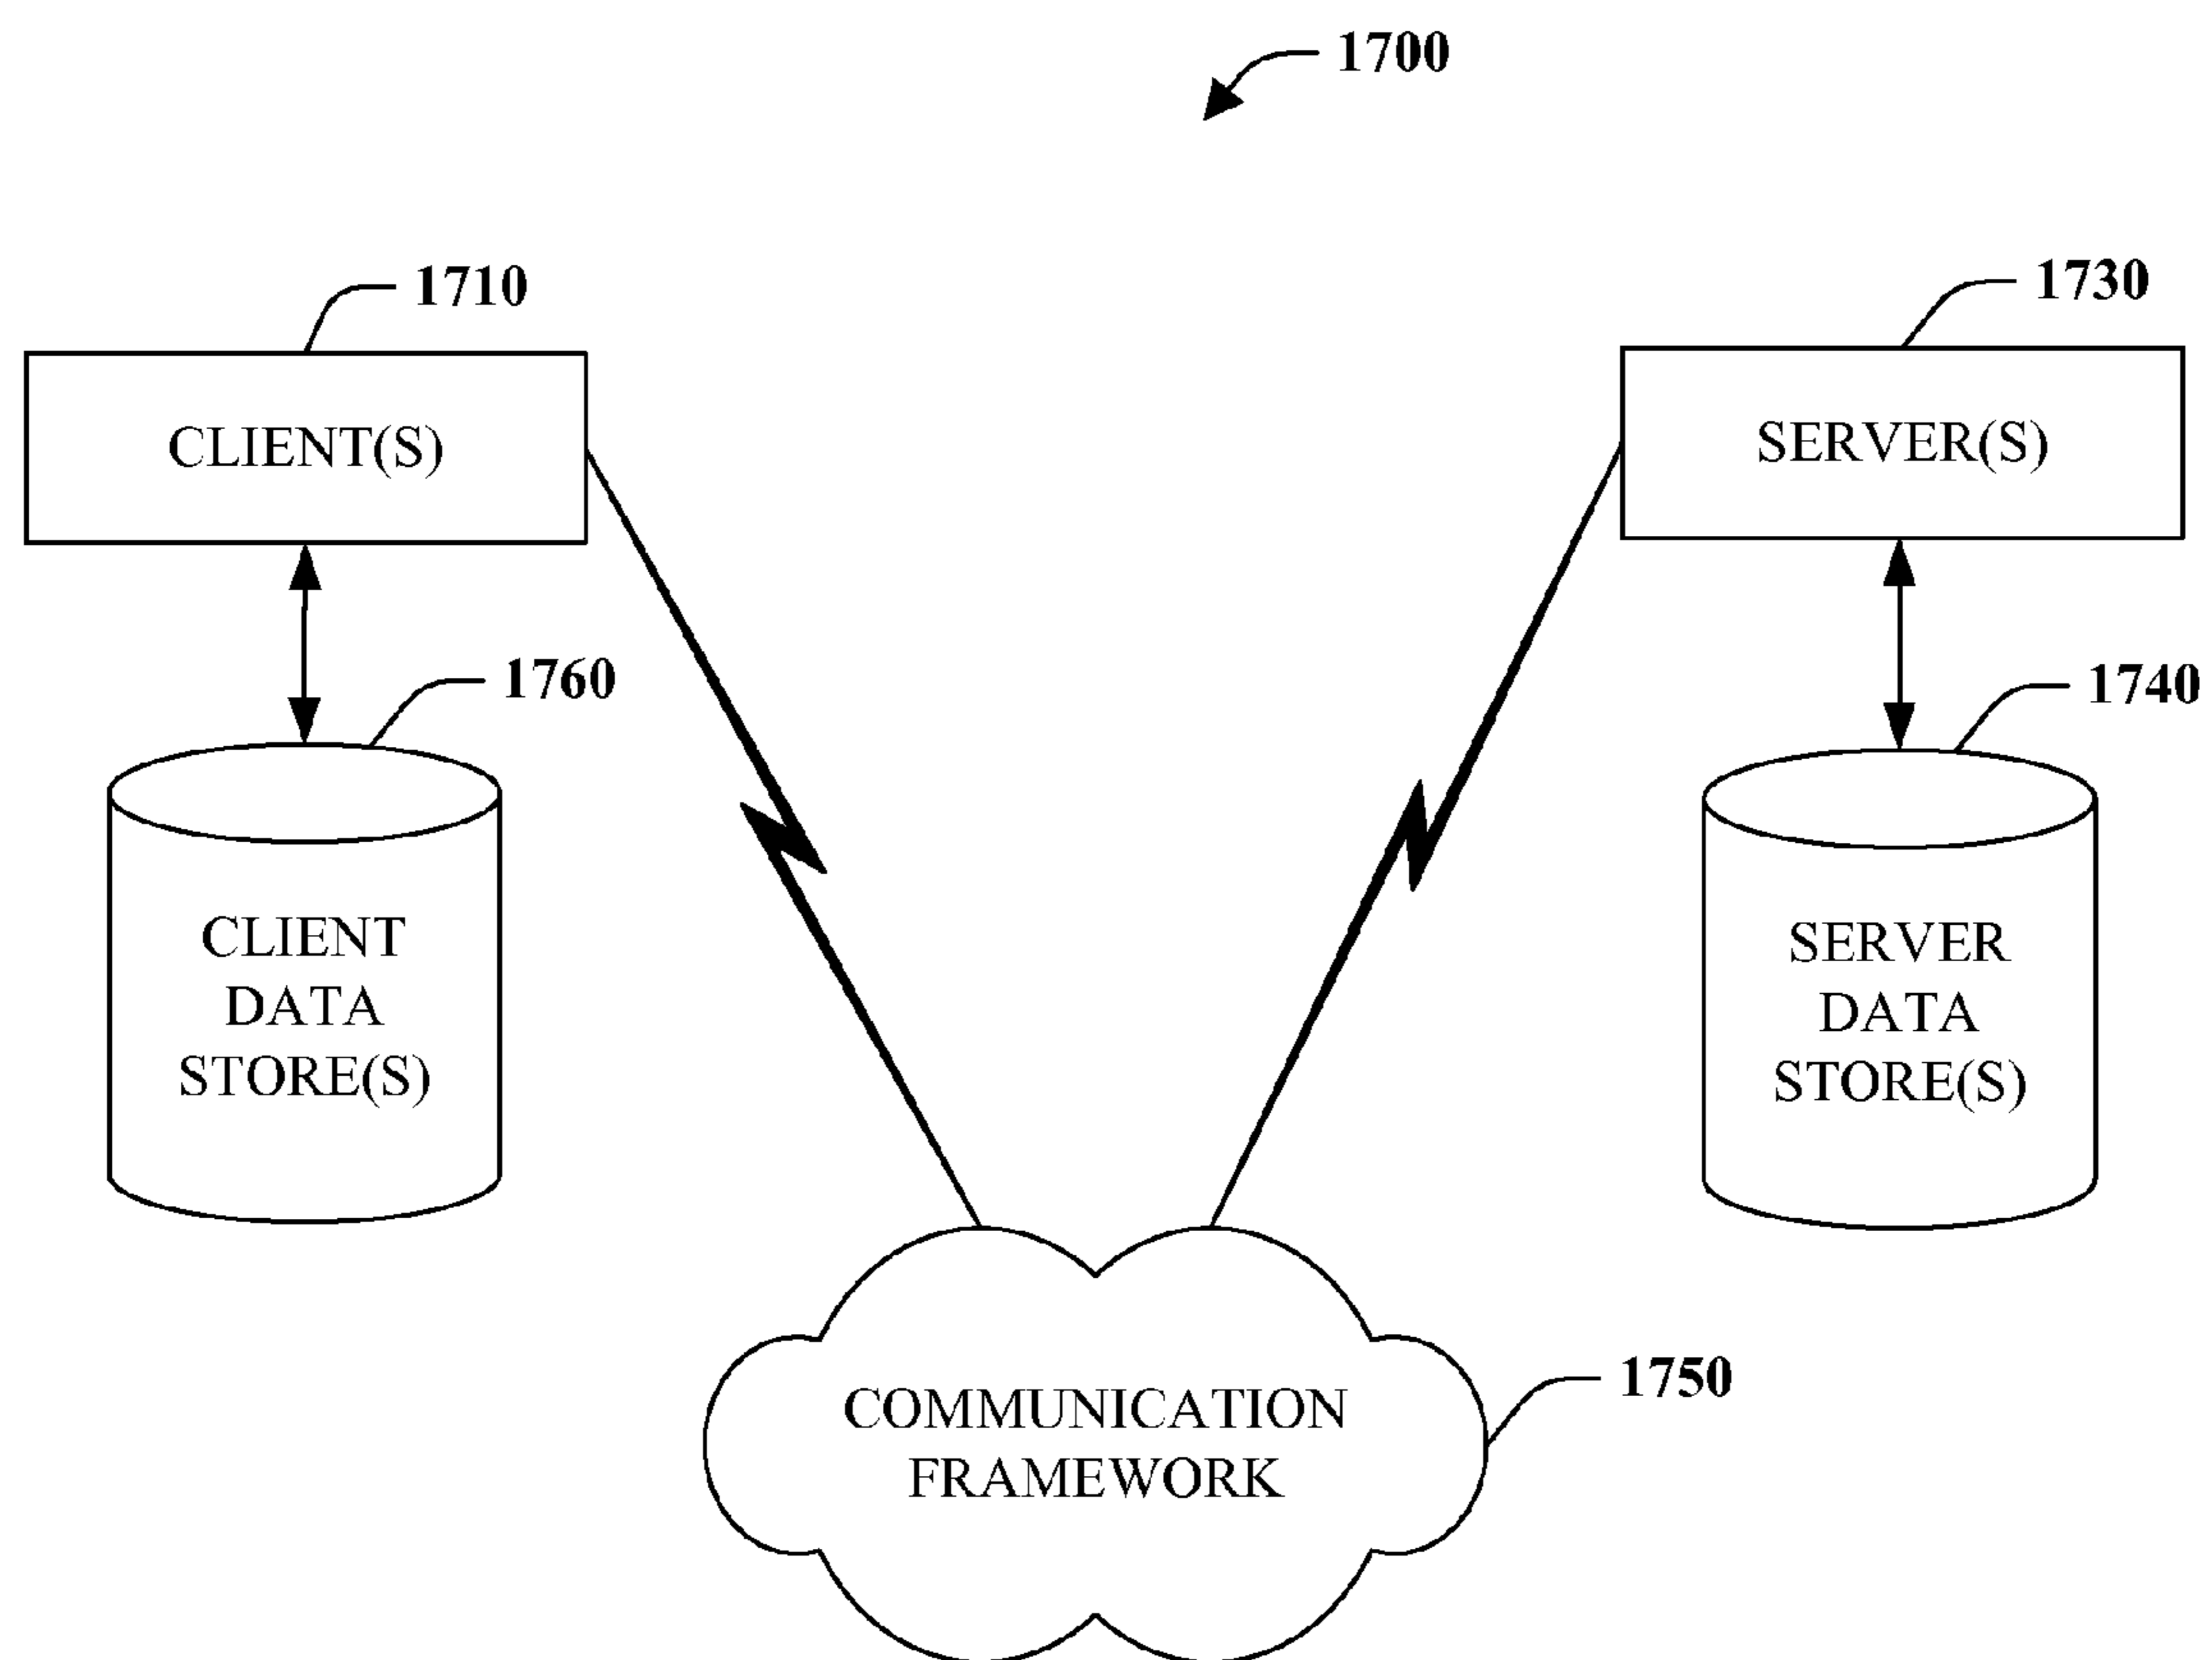 1700
1710
1730
CLIENT(S)
SERVER(S)
1760
1740
CLIENT
DATA
STORE(S)
SERVER
DATA
STORE(S)
1750
COMMUNICATION
FRAMEWORK